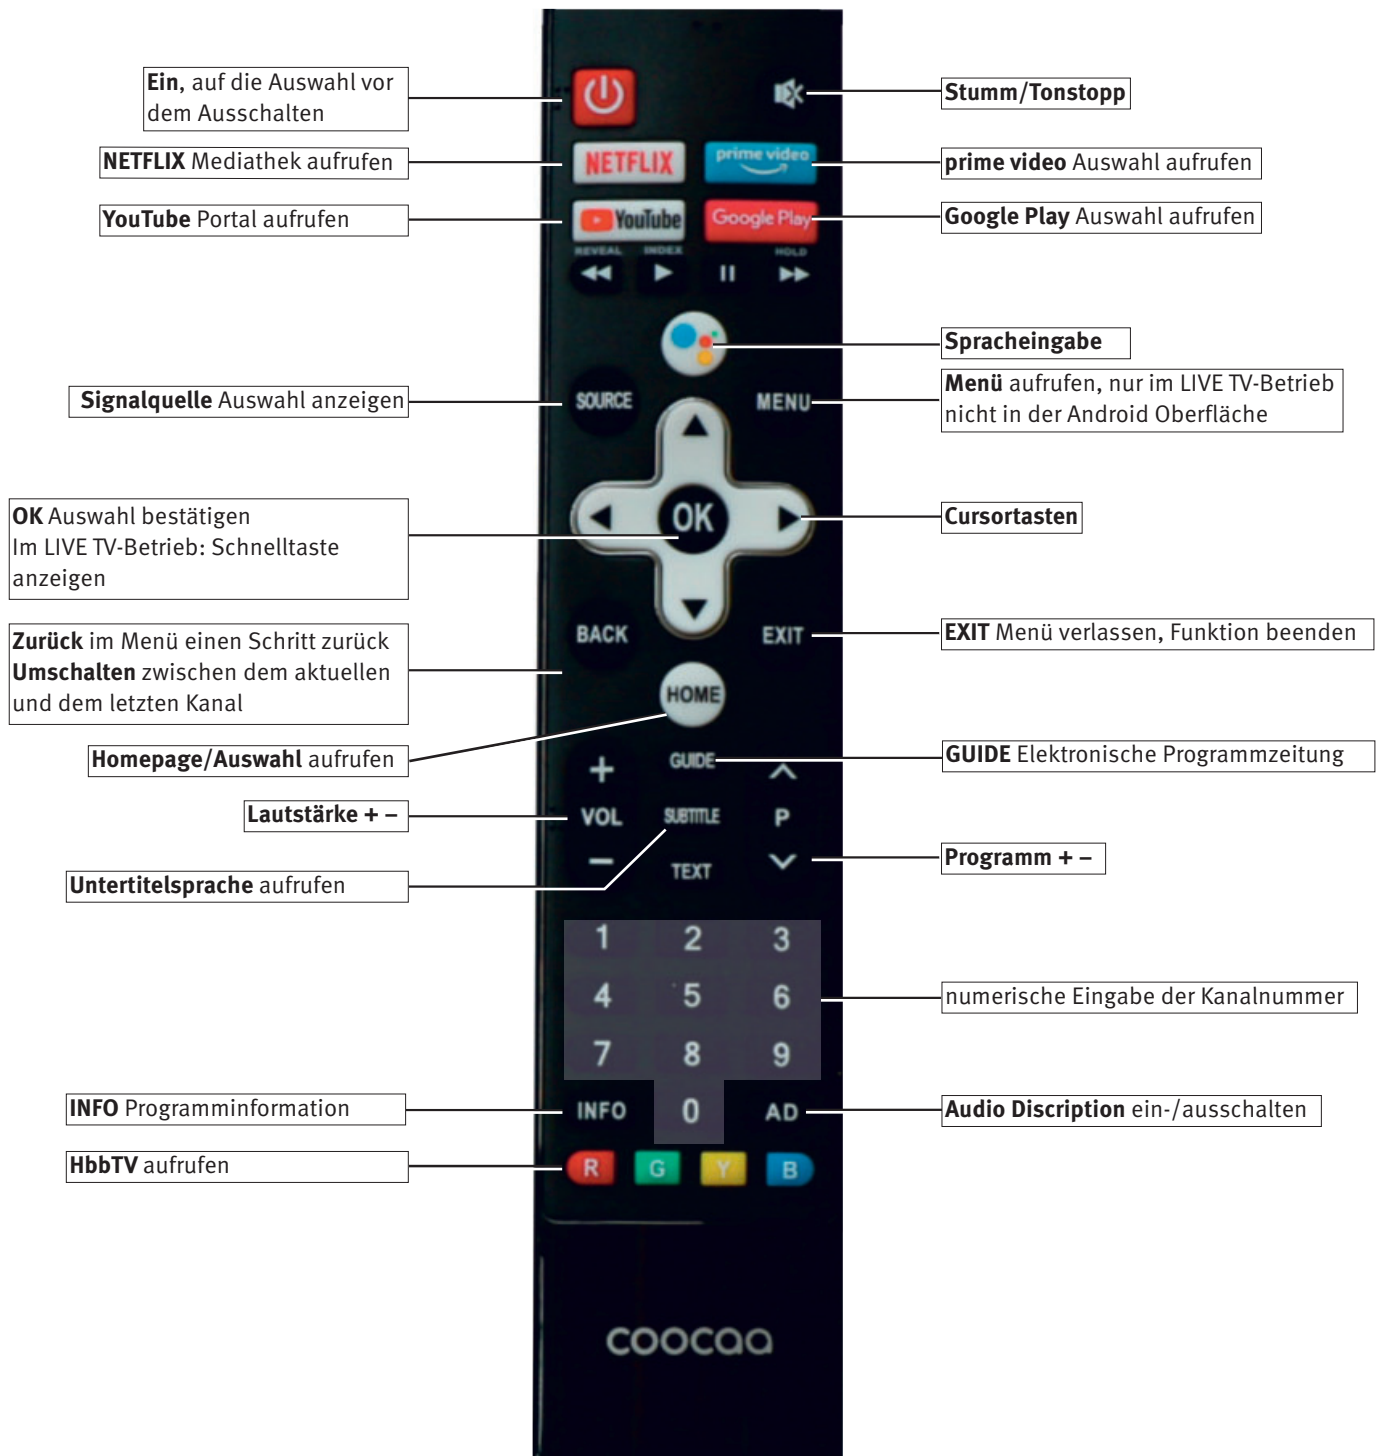 Ein, auf die Auswahl vor
dem Ausschalten
Stumm/Tonstopp
NETFLIX Mediathek aufrufen
NETFLIX
prime video
prime video Auswahl aufrufen
YouTube Portal aufrufen
YouTube
Google Play
Google Play Auswahl aufrufen
REVEAL
INDEX
HOLD
Spracheingabe
Signalquelle Auswahl anzeigen
SOURCE
MENU
Menü aufrufen, nur im LIVE TV-Betrieb
nicht in der Android Oberfläche
OK Auswahl bestätigen
Im LIVE TV-Betrieb: Schnelltaste
anzeigen
OK
Cursortasten
Zurück im Menü einen Schritt zurück
Umschalten zwischen dem aktuellen
und dem letzten Kanal
BACK
EXIT
EXIT Menü verlassen, Funktion beenden
HOME
Homepage/Auswahl aufrufen
+
GUIDE
GUIDE Elektronische Programmzeitung
Lautstärke + –
VOL
SUBTITLE
P
–
TEXT
Programm + –
Untertitelsprache aufrufen
1 2 3
4 5 6
numerische Eingabe der Kanalnummer
7 8 9
INFO Programminformation
INFO
0
AD
Audio Discription ein-/ausschalten
HbbTV aufrufen
R G Y B
coocaa